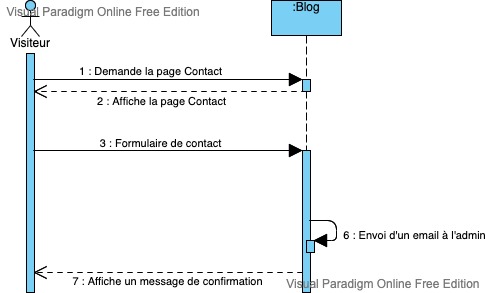 Visual Paradigm Online Free Edition
:Blog
Visiteur
1 : Demande la page Contact
2 : Affiche la page Contact
3 : Formulaire de contact
6 : Envoi d'un email à l'admin
7 : Affiche un message de confirmation
Visual Paradigm Online Free Edition